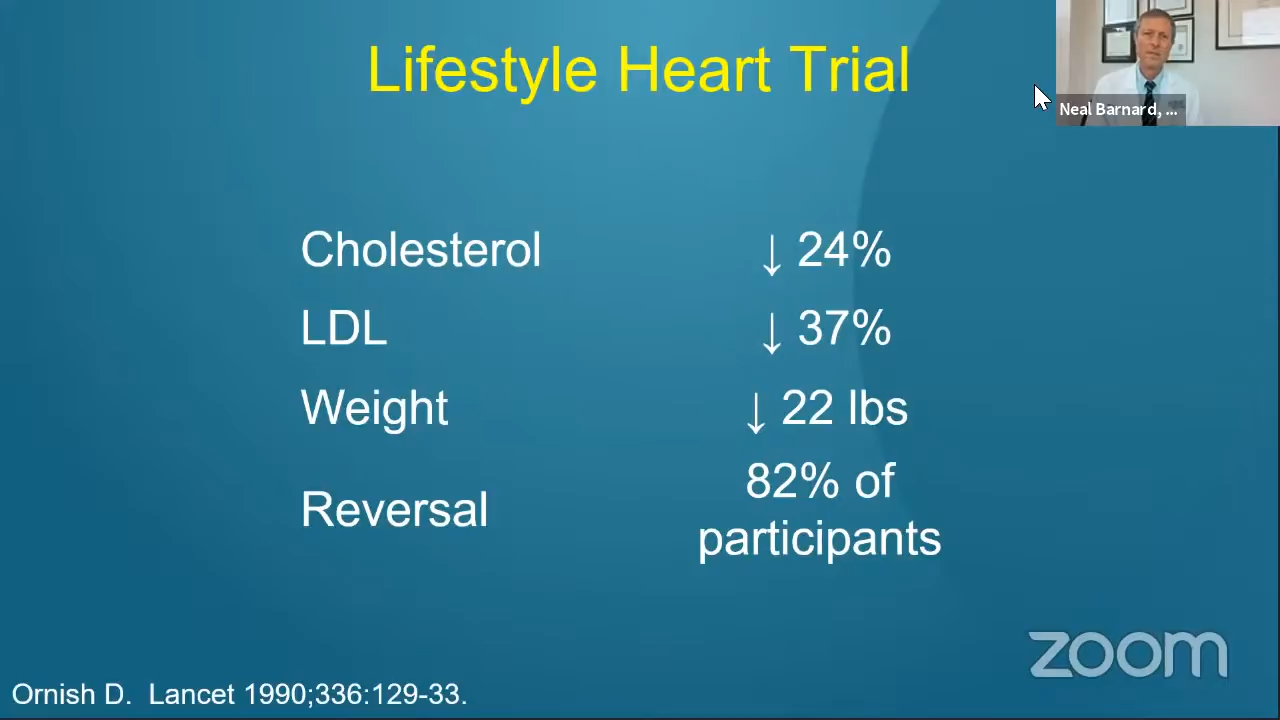 Lifestyle Heart Trial
Neal Barnard, ...
Cholesterol ↓ 24%
LDL ↓ 37%
Weight ↓ 22 lbs
Reversal 82% of
participants
zoom
Ornish D. Lancet 1990;336:129-33.